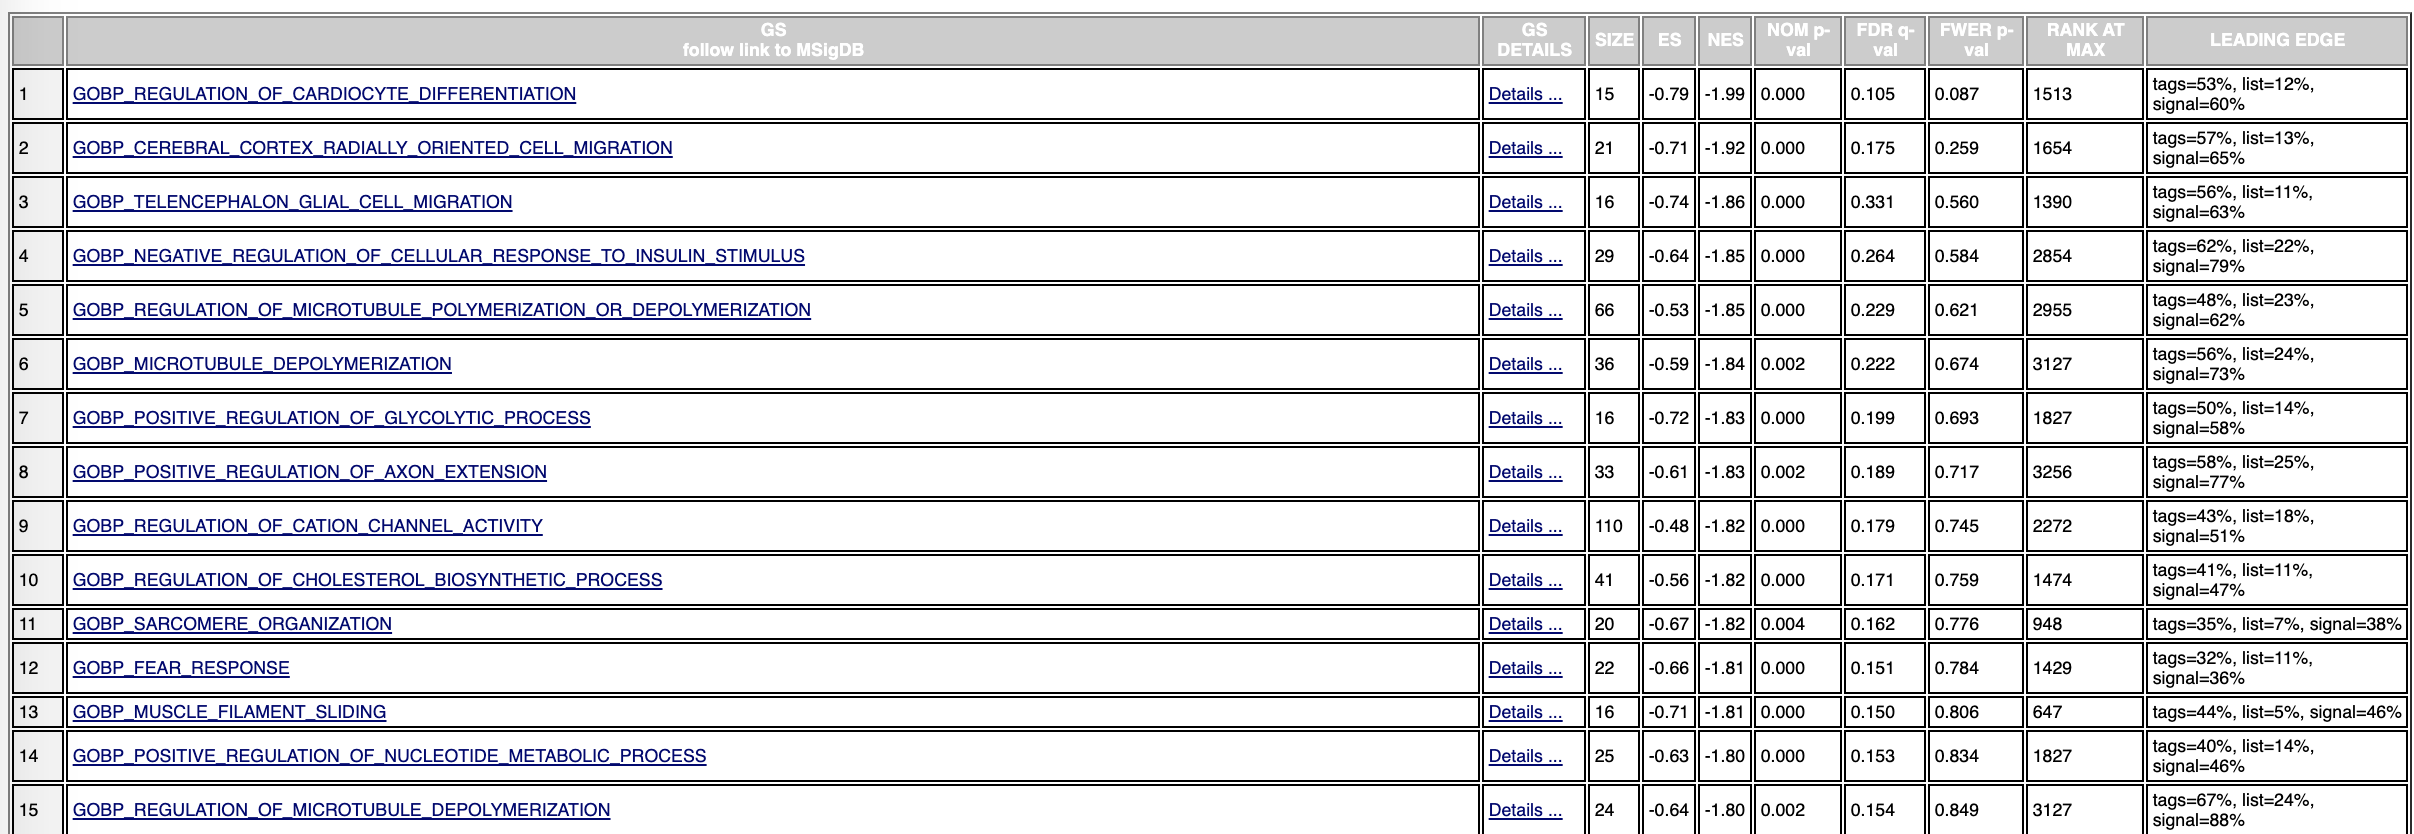 GS
follow link to MSigDB
GS
DETAILS
SIZE
ES
NES
NOM p-
val
FDR q-
val
FWER p-
val
RANK AT
MAX
LEADING EDGE
1 GOBP_REGULATION_OF_CARDIOCYTE_DIFFERENTIATION Details ... 15 -0.79 -1.99 0.000 0.105 0.087 1513 tags=53%, list=12%,
signal=60%
2 GOBP_CEREBRAL_CORTEX_RADIALLY_ORIENTED_CELL_MIGRATION Details ... 21 -0.71 -1.92 0.000 0.175 0.259 1654 tags=57%, list=13%,
signal=65%
3 GOBP_TELENCEPHALON_GLIAL_CELL_MIGRATION Details ... 16 -0.74 -1.86 0.000 0.331 0.560 1390 tags=56%, list=11%,
signal=63%
4 GOBP_NEGATIVE_REGULATION_OF_CELLULAR_RESPONSE_TO_INSULIN_STIMULUS Details ... 29 -0.64 -1.85 0.000 0.264 0.584 2854 tags=62%, list=22%,
signal=79%
5 GOBP_REGULATION_OF_MICROTUBULE_POLYMERIZATION_OR_DEPOLYMERIZATION Details ... 66 -0.53 -1.85 0.000 0.229 0.621 2955 tags=48%, list=23%,
signal=62%
6 GOBP_MICROTUBULE_DEPOLYMERIZATION Details ... 36 -0.59 -1.84 0.002 0.222 0.674 3127 tags=56%, list=24%,
signal=73%
7 GOBP_POSITIVE_REGULATION_OF_GLYCOLYTIC_PROCESS Details ... 16 -0.72 -1.83 0.000 0.199 0.693 1827 tags=50%, list=14%,
signal=58%
8 GOBP_POSITIVE_REGULATION_OF_AXON_EXTENSION Details ... 33 -0.61 -1.83 0.002 0.189 0.717 3256 tags=58%, list=25%,
signal=77%
9 GOBP_REGULATION_OF_CATION_CHANNEL_ACTIVITY Details ... 110 -0.48 -1.82 0.000 0.179 0.745 2272 tags=43%, list=18%,
signal=51%
10 GOBP_REGULATION_OF_CHOLESTEROL_BIOSYNTHETIC_PROCESS Details ... 41 -0.56 -1.82 0.000 0.171 0.759 1474 tags=41%, list=11%,
signal=47%
11 GOBP_SARCOMERE_ORGANIZATION Details ... 20 -0.67 -1.82 0.004 0.162 0.776 948 tags=35%, list=7%, signal=38%
12 GOBP_FEAR_RESPONSE Details ... 22 -0.66 -1.81 0.000 0.151 0.784 1429 tags=32%, list=11%,
signal=36%
13 GOBP_MUSCLE_FILAMENT_SLIDING Details ... 16 -0.71 -1.81 0.000 0.150 0.806 647 tags=44%, list=5%, signal=46%
14 GOBP_POSITIVE_REGULATION_OF_NUCLEOTIDE_METABOLIC_PROCESS Details ... 25 -0.63 -1.80 0.000 0.153 0.834 1827 tags=40%, list=14%,
signal=46%
15 GOBP_REGULATION_OF_MICROTUBULE_DEPOLYMERIZATION Details ... 24 -0.64 -1.80 0.002 0.154 0.849 3127 tags=67%, list=24%,
signal=88%